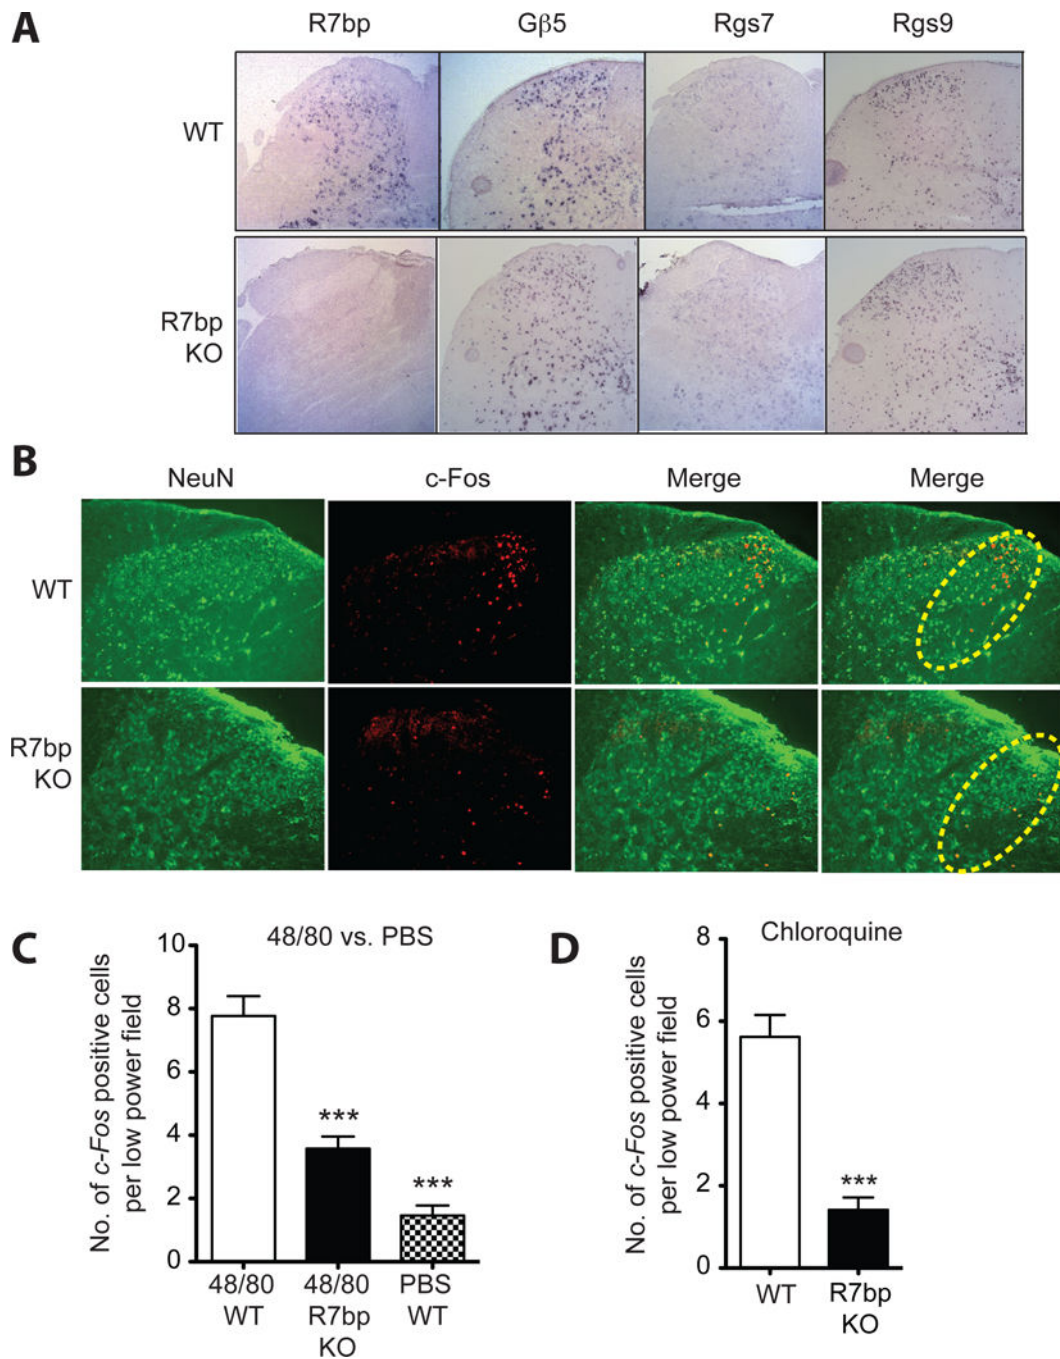 A
R7bp Gβ5 Rgs7 Rgs9
WT
R7bp
KO
B
NeuN c-Fos Merge Merge
WT
R7bp
KO
C
48/80 vs. PBS
No. of c-Fos positive cells
per low power field
10
8
6
4
2
0
***
***
48/80
WT
48/80
R7bp
KO
PBS
WT
D
Chloroquine
No. of c-Fos positive cells
per low power field
8
6
4
2
0
***
WT
R7bp
KO